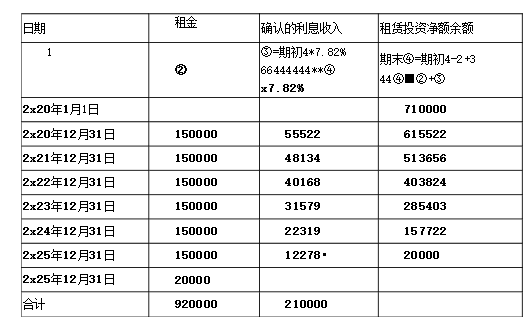 日期 租金 确认的利息收入 租赁投资净额余额
1 ② ③=期初4*7.82% 期末④=期初4-2+3
66444444**④ 44④■②+③
x7.82%
2x20年1月1日 710000
2x20年12月31日 150000 55522 615522
2x21年12月31日 150000 48134 513656
2x22年12月31日 150000 40168 403824
2x23年12月31日 150000 31579 285403
2x24年12月31日 150000 22319 157722
2x25年12月31日 150000 12278▪ 20000
2x25年12月31日 20000
合计 920000 210000